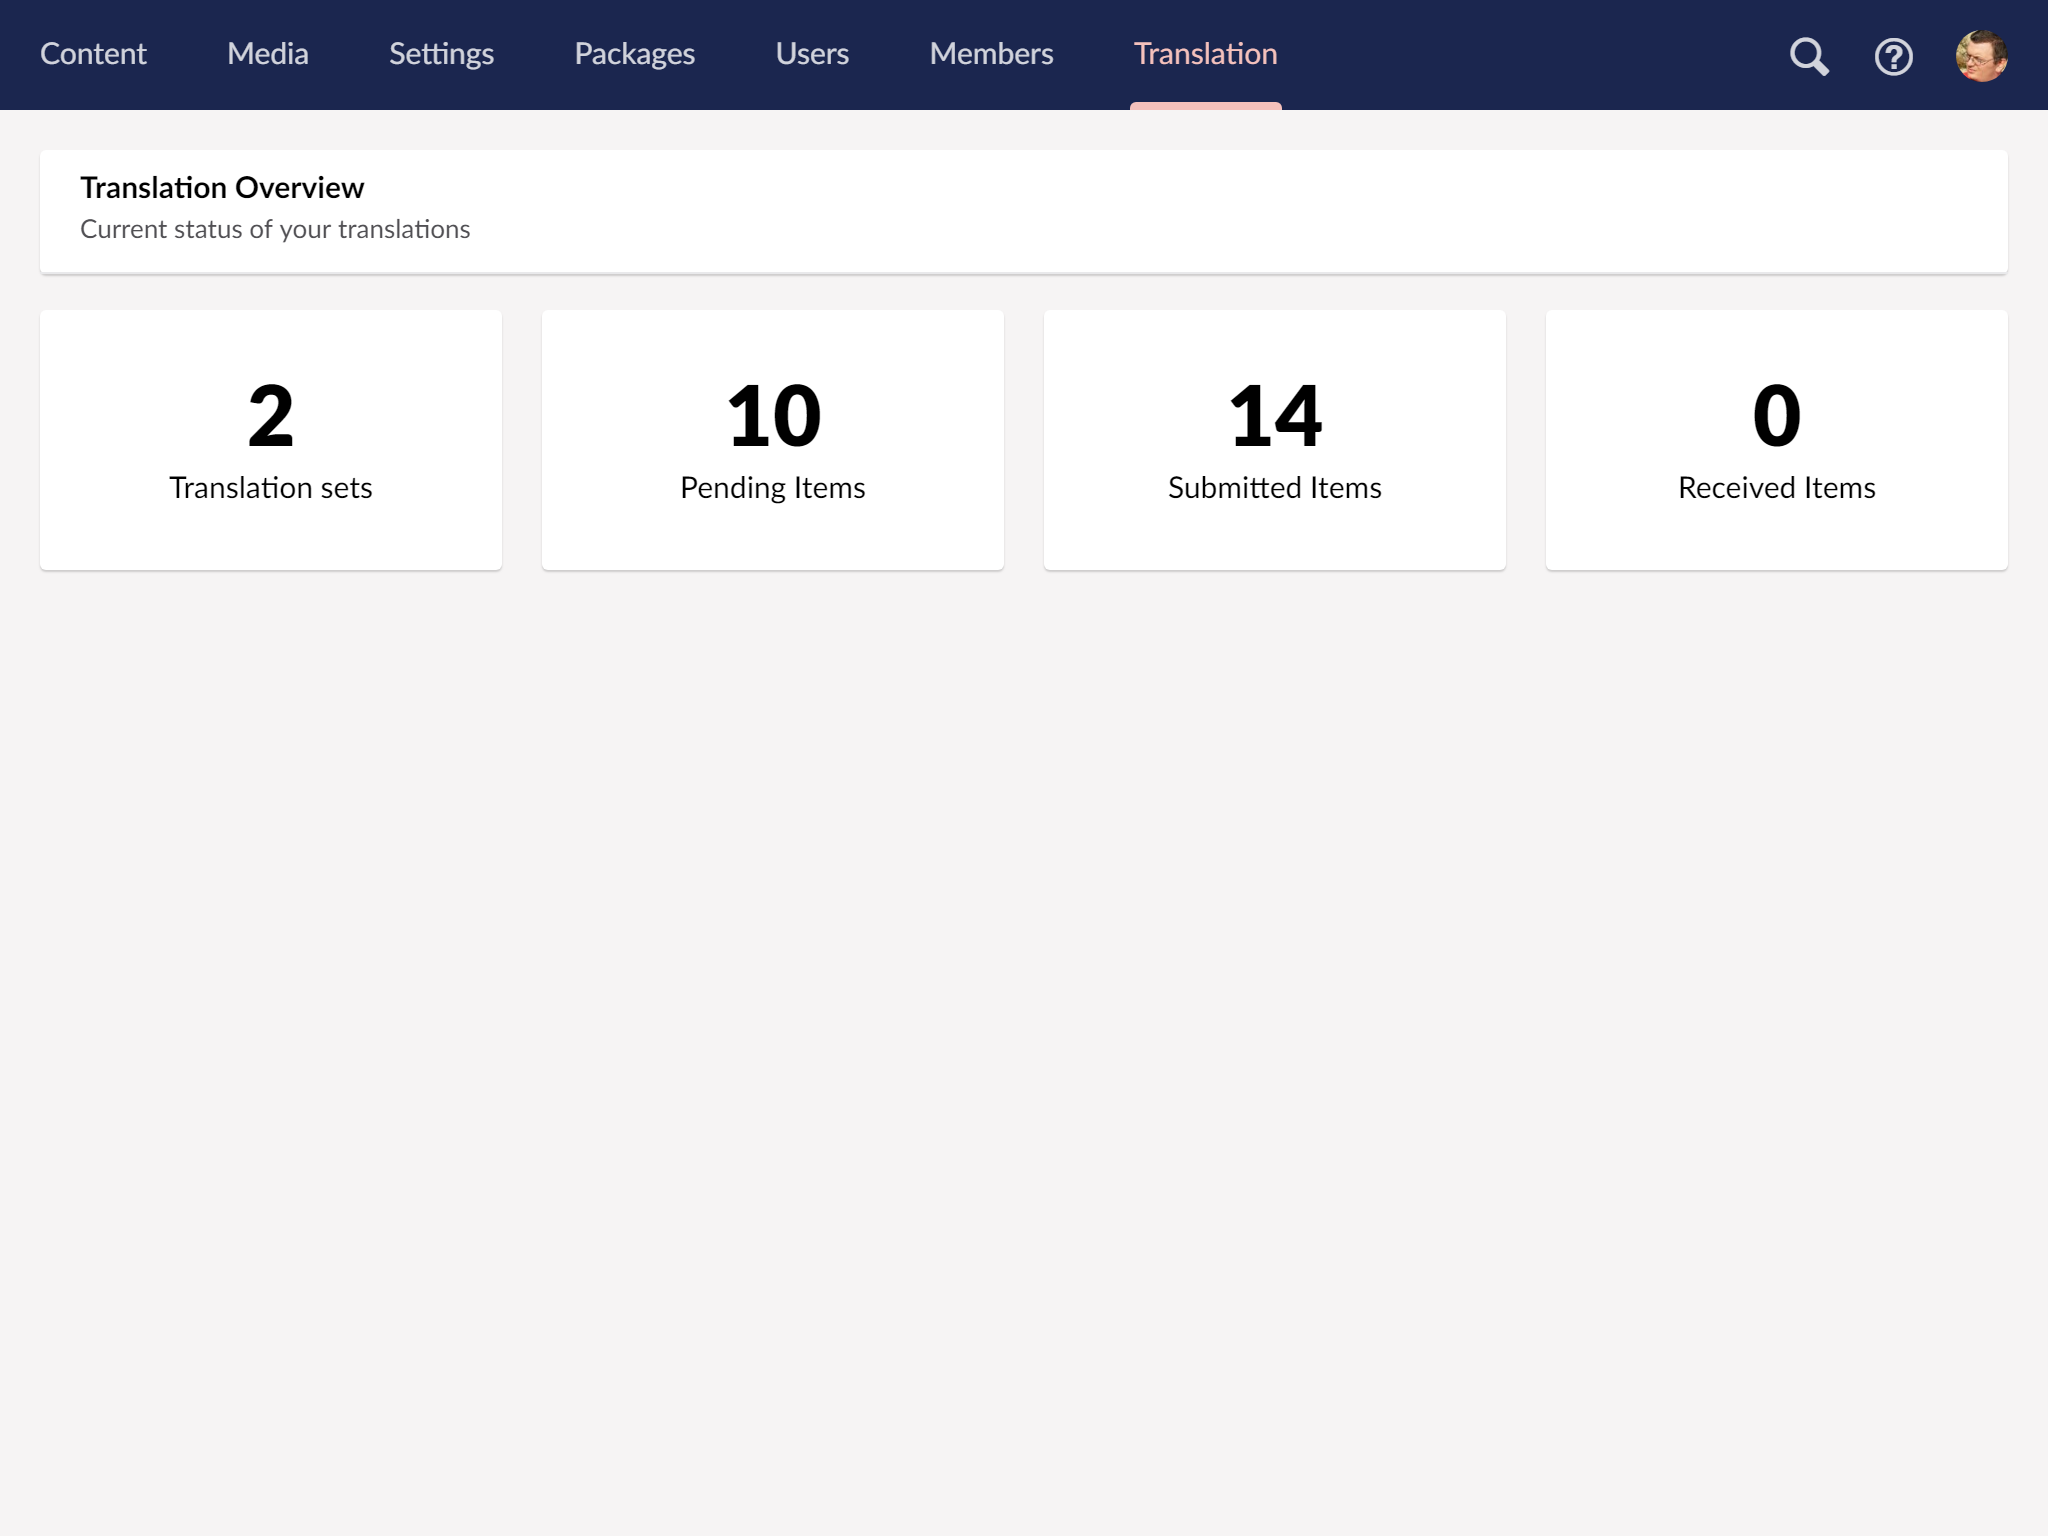 Content Media Settings Packages Users Members Translation
Translation Overview
Current status of your translations
2
Translation sets
10
Pending Items
14
Submitted Items
0
Received Items